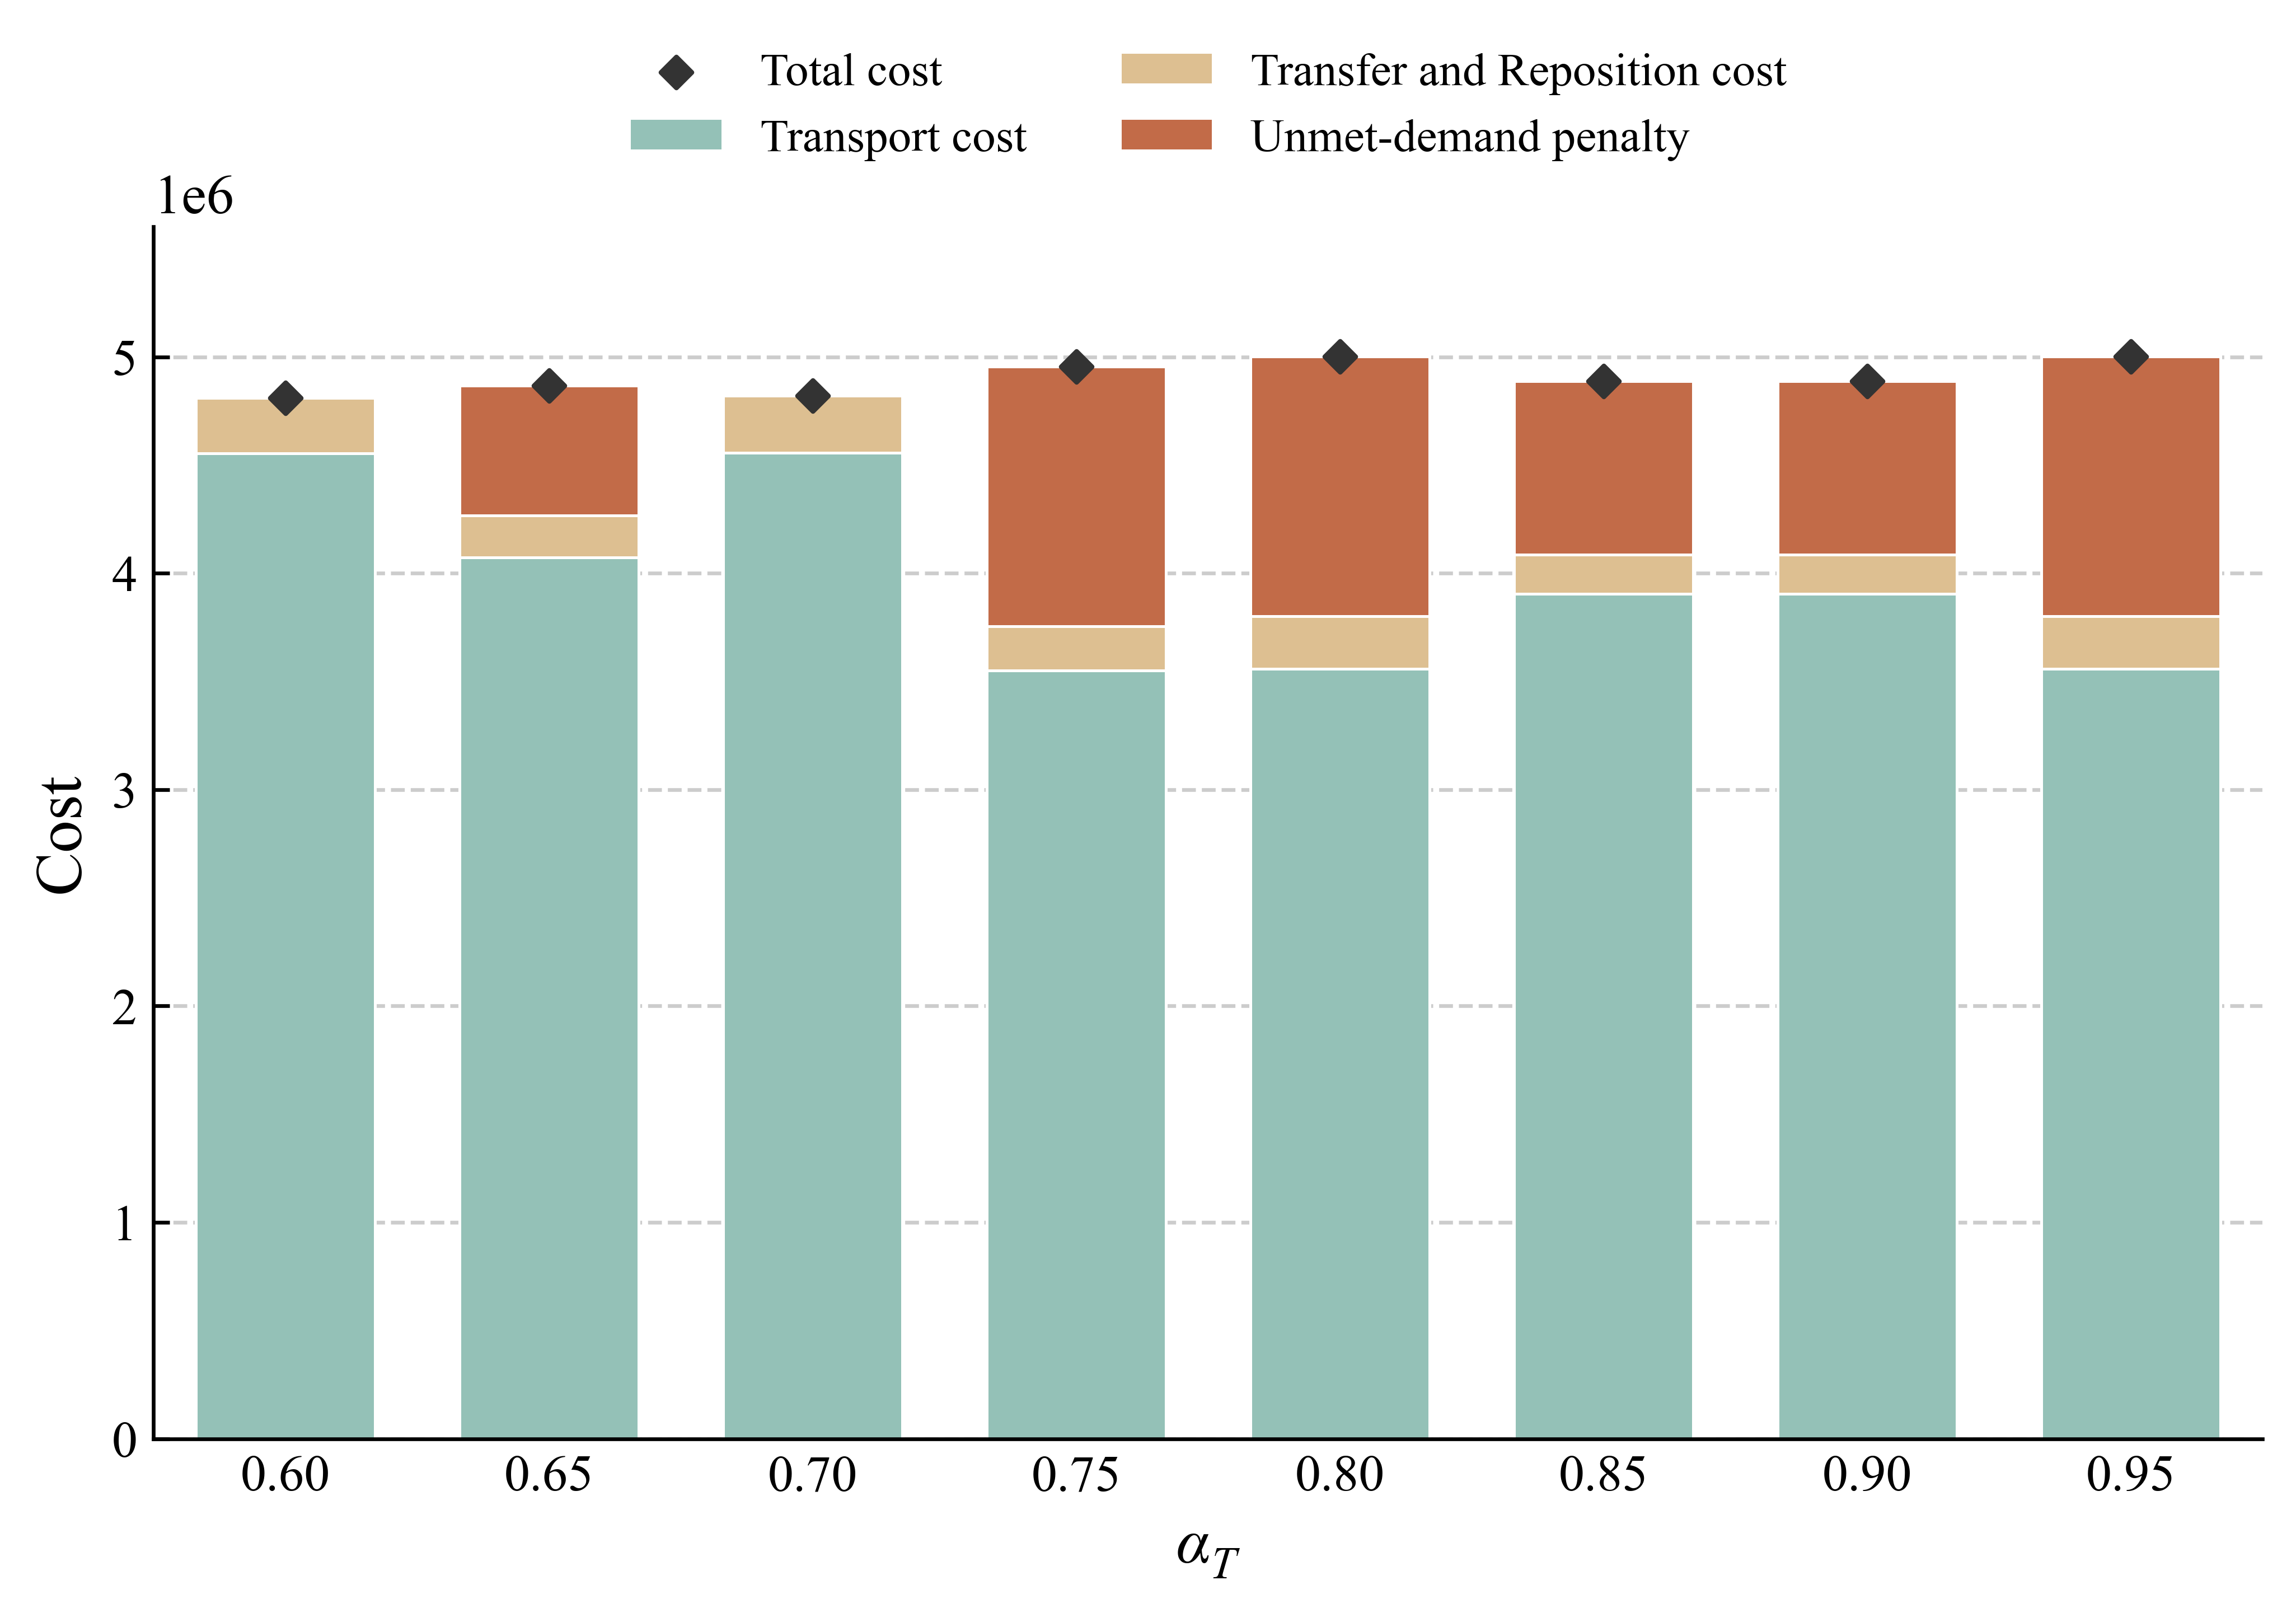 Total cost
Transport cost
Transfer and Reposition cost
Unmet-demand penalty
1e6
5
4
3
2
1
0
Cost
0.60 0.65 0.70 0.75 0.80 0.85 0.90 0.95
α_T